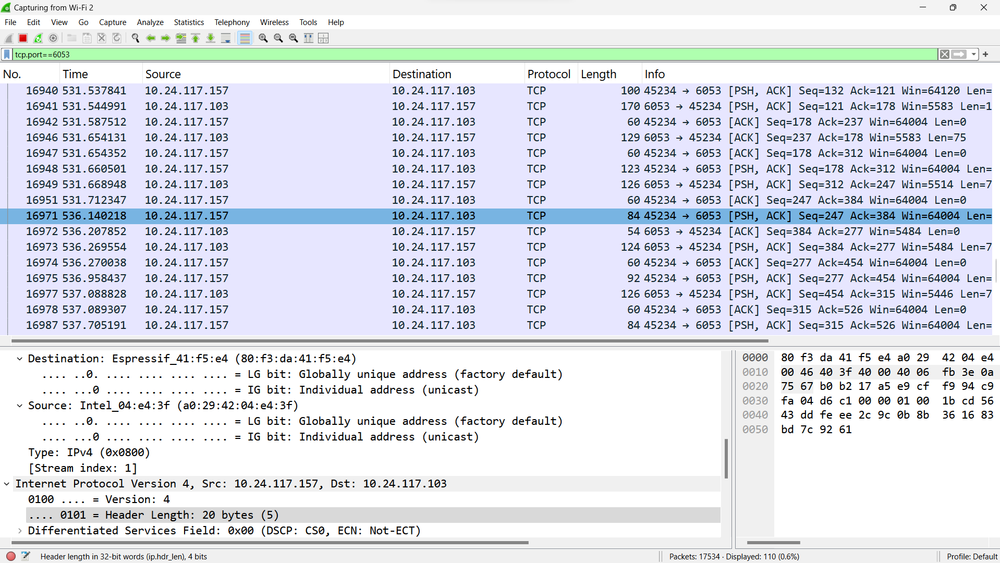 Capturing from Wi-Fi 2
File Edit View Go Capture Analyze Statistics Telephony Wireless Tools Help
tcp.port==6053
No. Time Source Destination Protocol Length Info
16940 531.537841 10.24.117.157 10.24.117.103 TCP 100 45234 → 6053 [PSH, ACK] Seq=132 Ack=121 Win=64120 Len=
16941 531.544991 10.24.117.103 10.24.117.157 TCP 170 6053 → 45234 [PSH, ACK] Seq=121 Ack=178 Win=5583 Len=1
16942 531.587512 10.24.117.157 10.24.117.103 TCP 60 45234 → 6053 [ACK] Seq=178 Ack=237 Win=64004 Len=0
16946 531.654131 10.24.117.103 10.24.117.157 TCP 129 6053 → 45234 [ACK] Seq=237 Ack=178 Win=5583 Len=75
16947 531.654352 10.24.117.157 10.24.117.103 TCP 60 45234 → 6053 [ACK] Seq=178 Ack=312 Win=64004 Len=0
16948 531.660501 10.24.117.157 10.24.117.103 TCP 123 45234 → 6053 [PSH, ACK] Seq=178 Ack=312 Win=64004 Len=
16949 531.668948 10.24.117.103 10.24.117.157 TCP 126 6053 → 45234 [PSH, ACK] Seq=312 Ack=247 Win=5514 Len=7
16951 531.712347 10.24.117.157 10.24.117.103 TCP 60 45234 → 6053 [ACK] Seq=247 Ack=384 Win=64004 Len=0
16971 536.140218 10.24.117.157 10.24.117.103 TCP 84 45234 → 6053 [PSH, ACK] Seq=247 Ack=384 Win=64004 Len=
16972 536.207852 10.24.117.103 10.24.117.157 TCP 54 6053 → 45234 [ACK] Seq=384 Ack=277 Win=5484 Len=0
16973 536.269554 10.24.117.103 10.24.117.157 TCP 124 6053 → 45234 [PSH, ACK] Seq=384 Ack=277 Win=5484 Len=7
16974 536.270038 10.24.117.157 10.24.117.103 TCP 60 45234 → 6053 [ACK] Seq=277 Ack=454 Win=64004 Len=0
16975 536.958437 10.24.117.157 10.24.117.103 TCP 92 45234 → 6053 [PSH, ACK] Seq=277 Ack=454 Win=64004 Len=
16977 537.088828 10.24.117.103 10.24.117.157 TCP 126 6053 → 45234 [PSH, ACK] Seq=454 Ack=315 Win=5446 Len=7
16978 537.089307 10.24.117.157 10.24.117.103 TCP 60 45234 → 6053 [ACK] Seq=315 Ack=526 Win=64004 Len=0
16987 537.705191 10.24.117.157 10.24.117.103 TCP 84 45234 → 6053 [PSH, ACK] Seq=315 Ack=526 Win=64004 Len=
Destination: Espressif_41:f5:e4 (80:f3:da:41:f5:e4)
.... ..0. .... .... .... .... = LG bit: Globally unique address (factory default)
.... ...0 .... .... .... .... = IG bit: Individual address (unicast)
Source: Intel_04:e4:3f (a0:29:42:04:e4:3f)
.... ..0. .... .... .... .... = LG bit: Globally unique address (factory default)
.... ...0 .... .... .... .... = IG bit: Individual address (unicast)
Type: IPv4 (0x0800)
[Stream index: 1]
Internet Protocol Version 4, Src: 10.24.117.157, Dst: 10.24.117.103
0100 .... = Version: 4
.... 0101 = Header Length: 20 bytes (5)
Differentiated Services Field: 0x00 (DSCP: CS0, ECN: Not-ECT)
0000 80 f3 da 41 f5 e4 a0 29 42 04 e4
0010 00 46 40 3f 40 00 40 06 fb 3e 0a
0020 75 67 b0 b2 17 a5 e9 cf f9 94 c9
0030 fa 04 d6 c1 00 00 01 00 1b cd 56
0040 43 dd fe ee 2c 9c 0b 8b 36 16 83
0050 bd 7c 92 61
Header length in 32-bit words (ip.hdr_len), 4 bits
Packets: 17534 · Displayed: 110 (0.6%)
Profile: Default